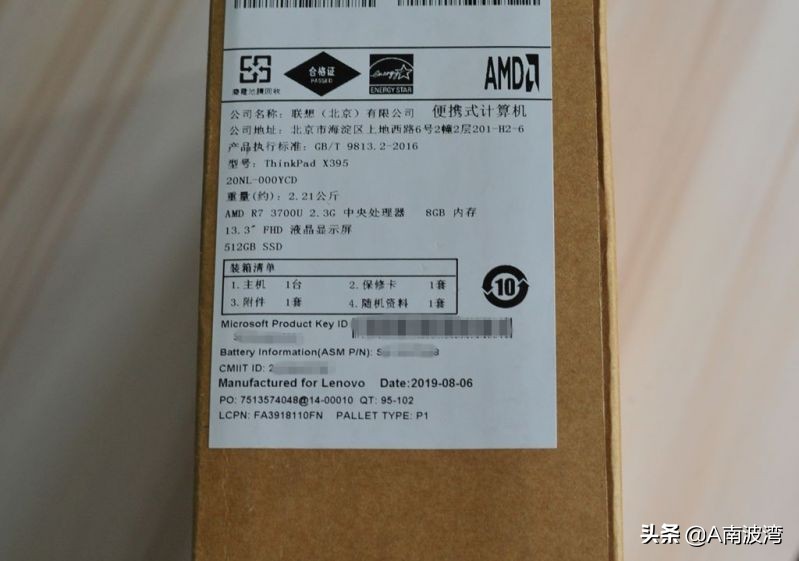 廢電池請回收
合格证
PASSED
energy
ENERGY STAR
AMD
公司名称: 联想（北京）有限公司 便携式计算机
公司地址: 北京市海淀区上地西路6号2幢2层201-H2-6
产品执行标准: GB/T 9813.2-2016
型号: ThinkPad X395
20NL-000YCD
重量(约): 2.21公斤
AMD R7 3700U 2.3G 中央处理器 8GB 内存
13.3" FHD 液晶显示屏
512GB SSD
装箱清单
1.主机 1台 2.保修卡 1套
3.附件 1套 4.随机资料 1套
10
Microsoft Product Key ID
Battery Information(ASM P/N): S
CMIIT ID: 2
Manufactured for Lenovo Date:2019-08-06
PO: 7513574048@14-00010 QT: 95-102
LCPN: FA3918110FN PALLET TYPE: P1
头条 @A南波湾